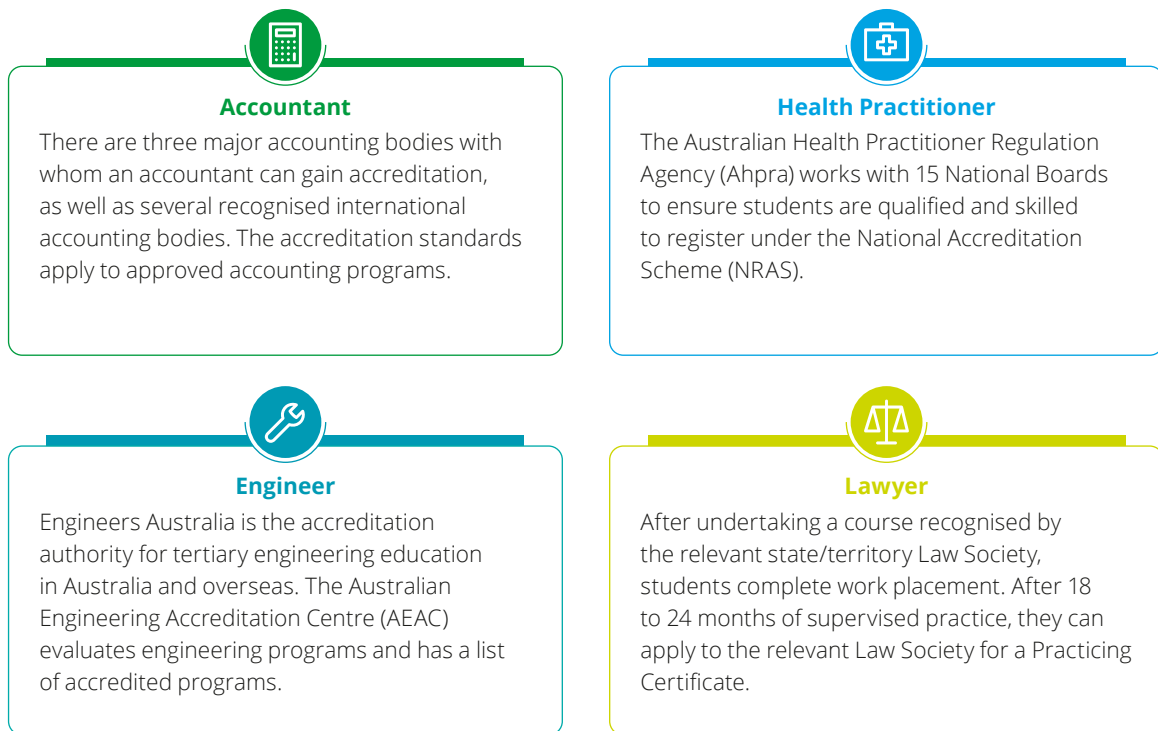 Accountant
There are three major accounting bodies with
whom an accountant can gain accreditation,
as well as several recognised international
accounting bodies. The accreditation standards
apply to approved accounting programs.
Health Practitioner
The Australian Health Practitioner Regulation
Agency (Ahpra) works with 15 National Boards
to ensure students are qualified and skilled
to register under the National Accreditation
Scheme (NRAS).
Engineer
Engineers Australia is the accreditation
authority for tertiary engineering education
in Australia and overseas. The Australian
Engineering Accreditation Centre (AEAC)
evaluates engineering programs and has a list
of accredited programs.
Lawyer
After undertaking a course recognised by
the relevant state/territory Law Society,
students complete work placement. After 18
to 24 months of supervised practice, they can
apply to the relevant Law Society for a Practicing
Certificate.